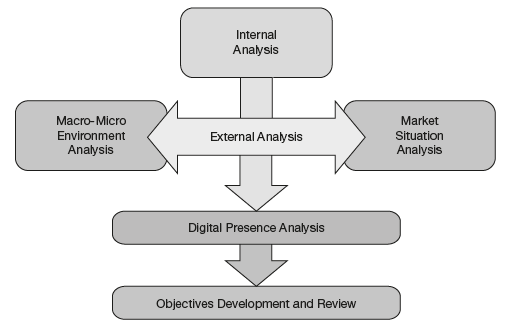 Internal
Analysis
Macro-Micro
Environment
Analysis
External Analysis
Market
Situation
Analysis
Digital Presence Analysis
Objectives Development and Review